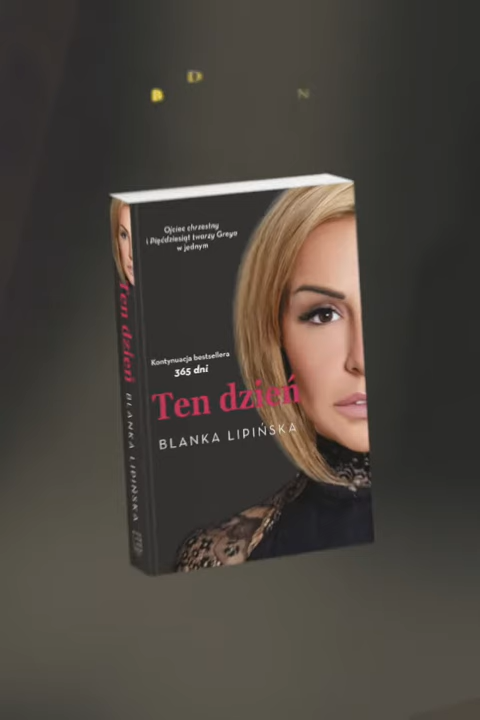 D
B
N
Ojciec chrzestny
i Pięćdziesiąt twarzy Greya
w jednym
Kontynuacja bestsellera
365 dni
Ten dzień
BLANKA LIPIŃSKA
Ten dzień BLANKA LIPIŃSKA